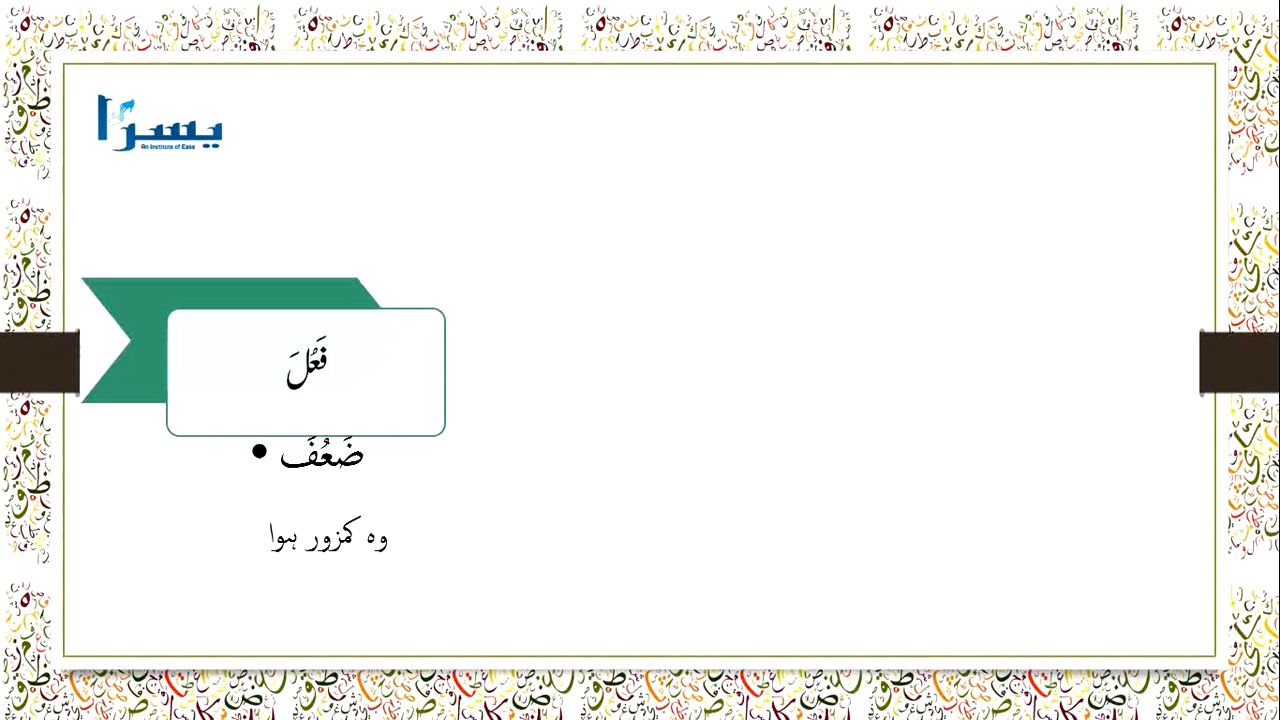 یسرا
An Institute of Ease
فَعُلَ
• ضَعُفَ
وہ کمزور ہوا